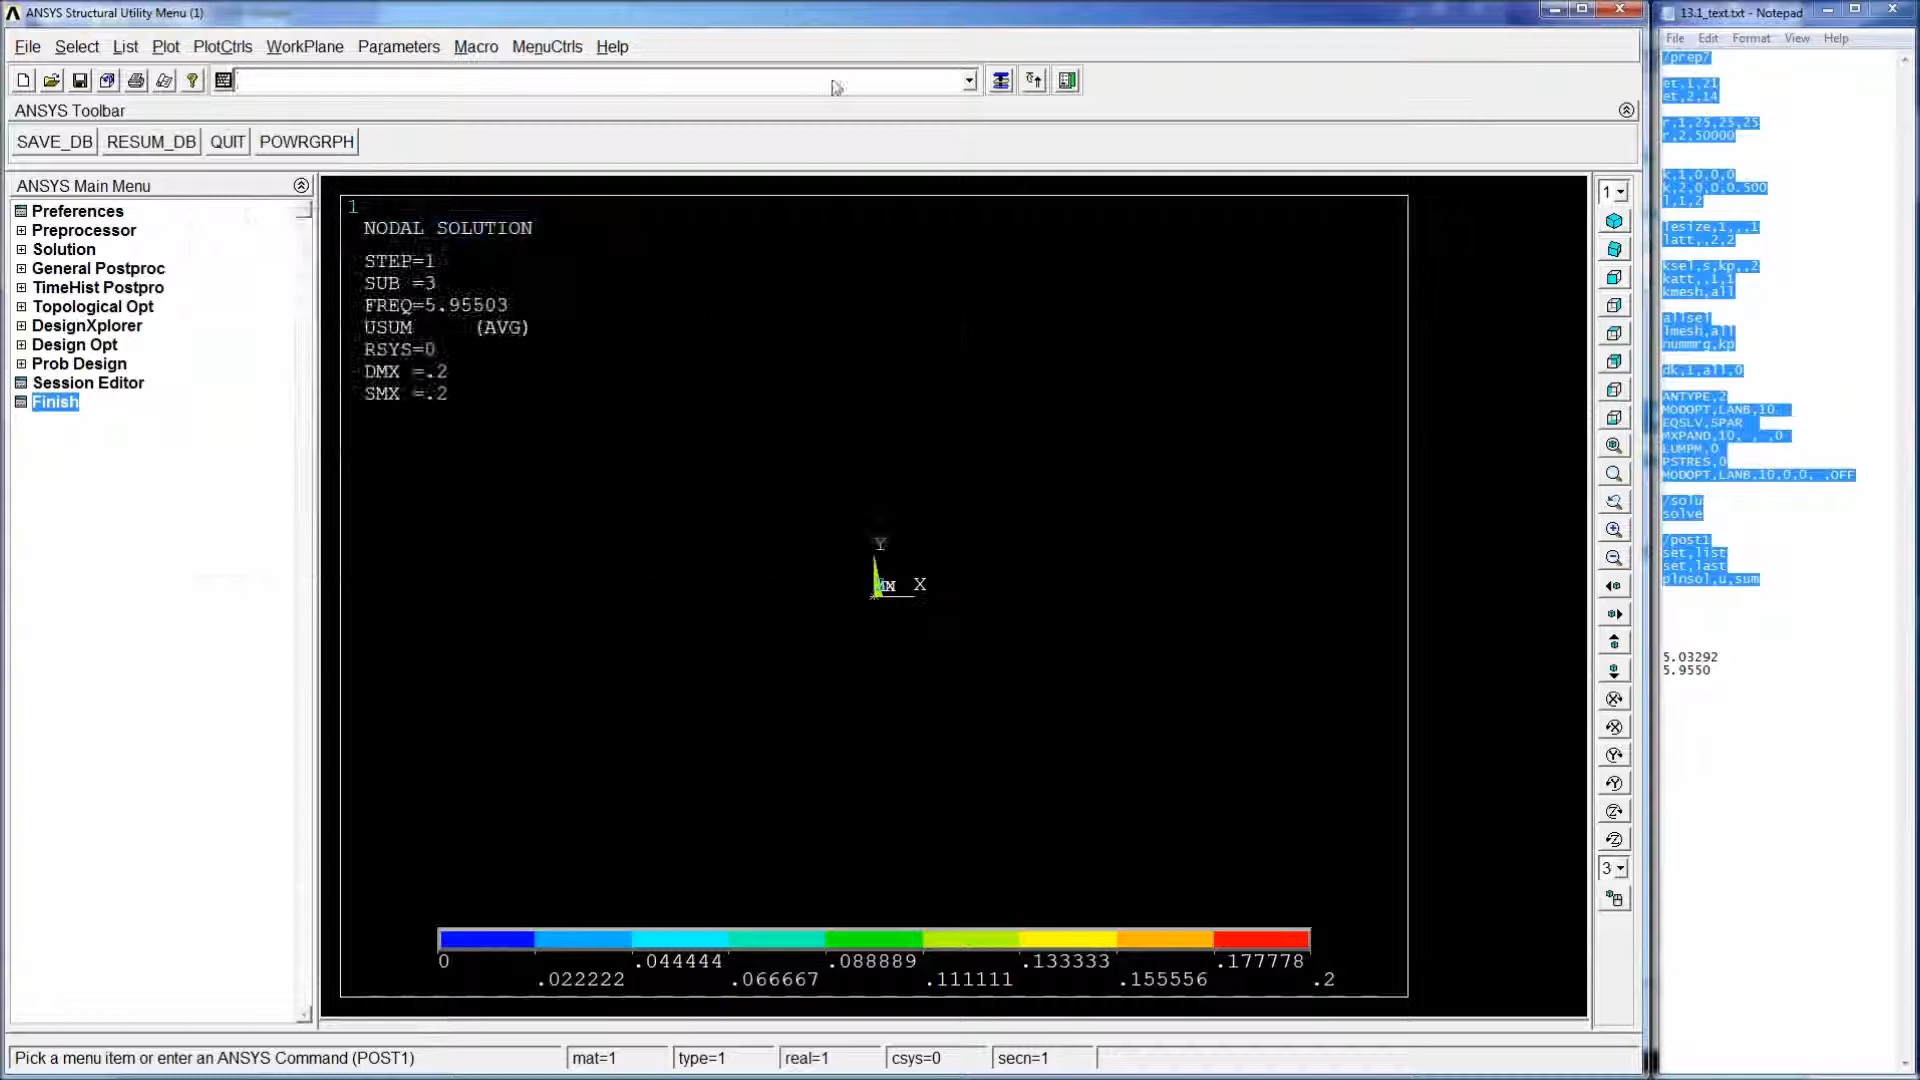 ANSYS Structural Utility Menu (1)
File Select List Plot PlotCtrls WorkPlane Parameters Macro MenuCtrls Help
ANSYS Toolbar
SAVE_DB RESUM_DB QUIT POWRGRPH
ANSYS Main Menu
Preferences
Preprocessor
Solution
General Postproc
TimeHist Postpro
Topological Opt
DesignXplorer
Design Opt
Prob Design
Session Editor
Finish
1
NODAL SOLUTION
STEP=1
SUB =3
FREQ=5.95503
USUM (AVG)
RSYS=0
DMX =.2
SMX =.2
Y
X
0 .044444 .088889 .133333 .177778
.022222 .066667 .111111 .155556 .2
1
3
Pick a menu item or enter an ANSYS Command (POST1) mat=1 type=1 real=1 csys=0 secn=1
13.1_text.txt - Notepad
File Edit Format View Help
/prep7
et,1,21
et,2,14
r,1,25,25,25
r,2,50000
k,1,0,0,0
k,2,0,0,0.500
l,1,2
lesize,1,,,1
latt,,2,2
ksel,s,kp,,2
katt,,1,1
kmesh,all
allsel
lmesh,all
nummrg,kp
dk,1,all,0
ANTYPE,2
MODOPT,LANB,10
EQSLV,SPAR
MXPAND,10, , ,0
LUMPM,0
PSTRES,0
MODOPT,LANB,10,0,0, ,OFF
/solu
solve
/post1
set,list
set,last
plnsol,u,sum
5.03292
5.9550